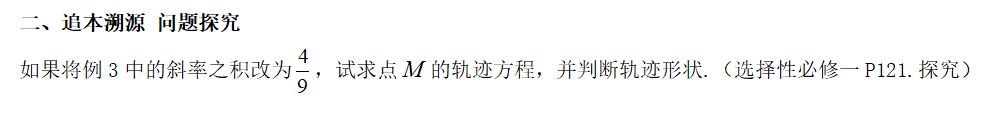 二、追本溯源 问题探究
如果将例 3 中的斜率之积改为 4/9，试求点 M 的轨迹方程，并判断轨迹形状.（选择性必修一 P121.探究）